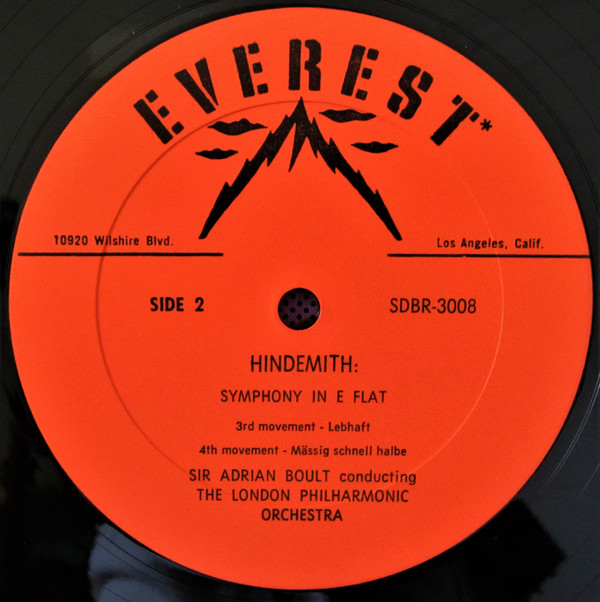 EVEREST*
10920 Wilshire Blvd. Los Angeles, Calif.
SIDE 2 SDBR-3008
HINDEMITH:
SYMPHONY IN E FLAT
3rd movement - Lebhaft
4th movement - Mässig schnell halbe
SIR ADRIAN BOULT conducting
THE LONDON PHILHARMONIC
ORCHESTRA